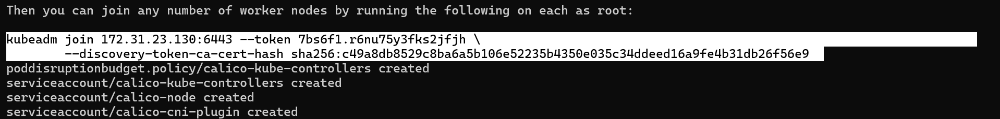 Then you can join any number of worker nodes by running the following on each as root:
kubeadm join 172.31.23.130:6443 --token 7bs6f1.r6nu75y3fks2jfjh \
--discovery-token-ca-cert-hash sha256:c49a8db8529c8ba6a5b106e52235b4350e035c34ddeed16a9fe4b31db26f56e9
poddisruptionbudget.policy/calico-kube-controllers created
serviceaccount/calico-kube-controllers created
serviceaccount/calico-node created
serviceaccount/calico-cni-plugin created